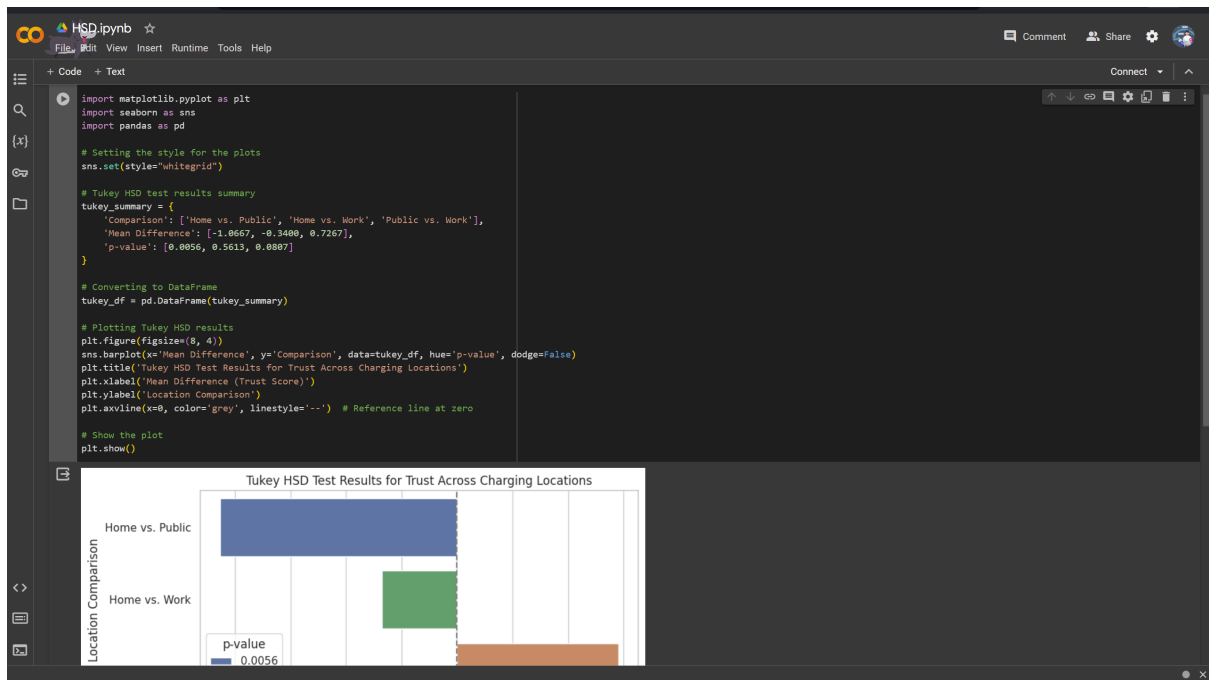 HSD.ipynb
File Edit View Insert Runtime Tools Help
Comment Share
+ Code + Text
Connect
{x}
import matplotlib.pyplot as plt
import seaborn as sns
import pandas as pd
# Setting the style for the plots
sns.set(style="whitegrid")
# Tukey HSD test results summary
tukey_summary = {
    'Comparison': ['Home vs. Public', 'Home vs. Work', 'Public vs. Work'],
    'Mean Difference': [-1.0667, -0.3400, 0.7267],
    'p-value': [0.0056, 0.5613, 0.0807]
}
# Converting to DataFrame
tukey_df = pd.DataFrame(tukey_summary)
# Plotting Tukey HSD results
plt.figure(figsize=(8, 4))
sns.barplot(x='Mean Difference', y='Comparison', data=tukey_df, hue='p-value', dodge=False)
plt.title('Tukey HSD Test Results for Trust Across Charging Locations')
plt.xlabel('Mean Difference (Trust Score)')
plt.ylabel('Location Comparison')
plt.axvline(x=0, color='grey', linestyle='--')  # Reference line at zero
# Show the plot
plt.show()
Tukey HSD Test Results for Trust Across Charging Locations
Location Comparison
Home vs. Public
Home vs. Work
p-value
0.0056